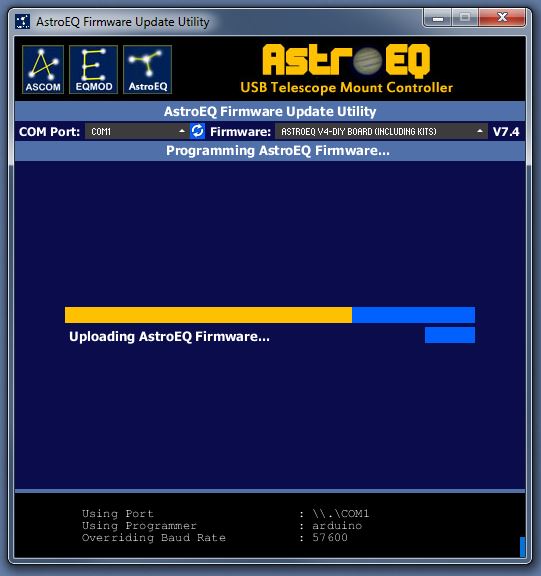 AstroEQ Firmware Update Utility
ASCOM EQMOD AstroEQ
AstrEQ
USB Telescope Mount Controller
AstroEQ Firmware Update Utility
COM Port: COM1 Firmware: ASTROEQ V4-DIY BOARD (INCLUDING KITS) V7.4
Programming AstroEQ Firmware...
Uploading AstroEQ Firmware...
Using Port : \\.\COM1
Using Programmer : arduino
Overriding Baud Rate : 57600